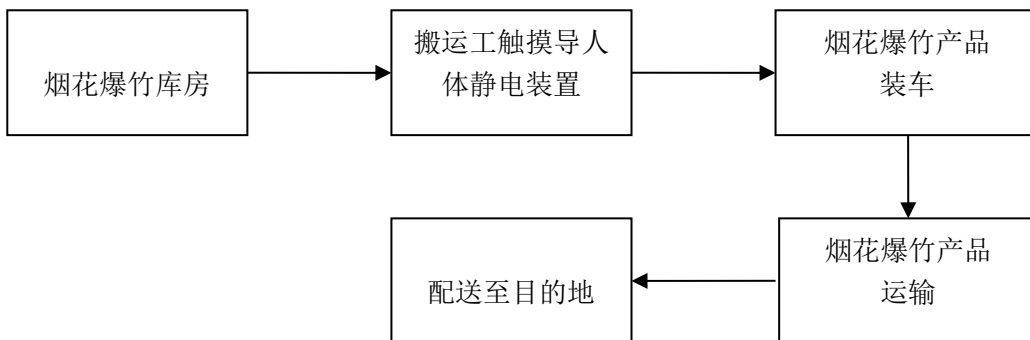 烟花爆竹库房
搬运工触摸导人
体静电装置
烟花爆竹产品
装车
烟花爆竹产品
运输
配送至目的地